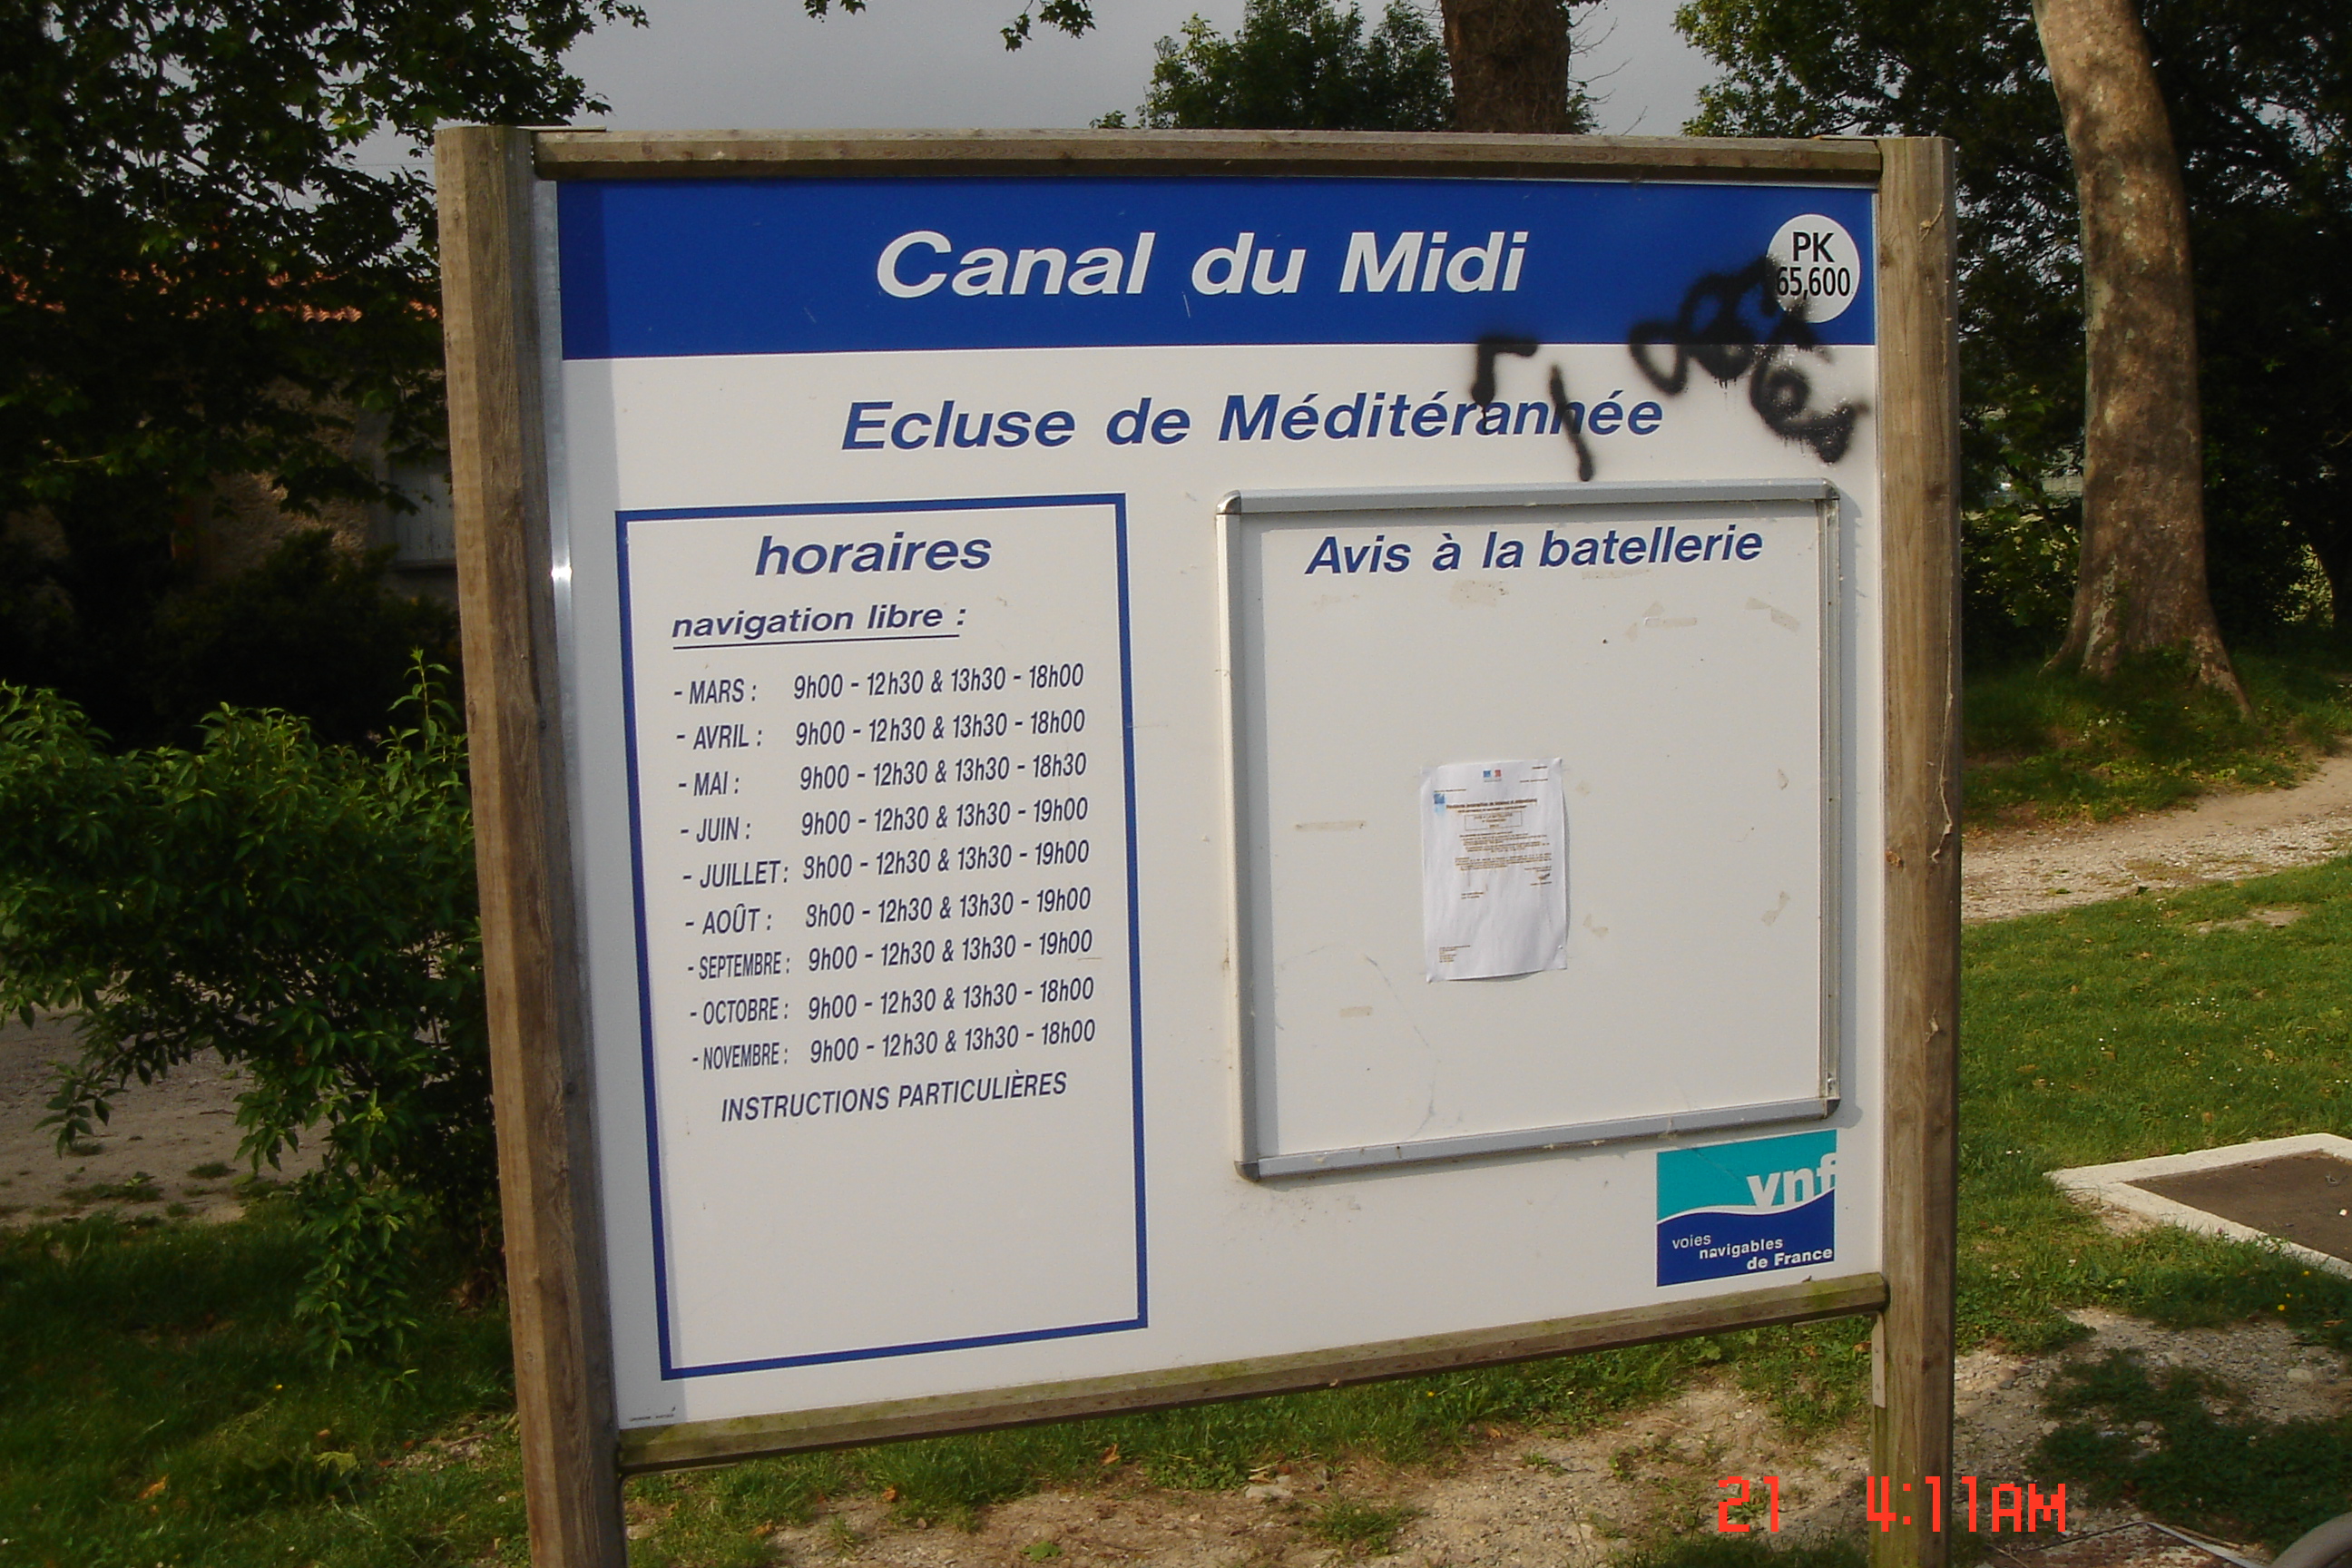 Canal du Midi
PK
65,600
Ecluse de Méditérannée
horaires
navigation libre :
- MARS : 9h00 - 12h30 & 13h30 - 18h00
- AVRIL : 9h00 - 12h30 & 13h30 - 18h00
- MAI : 9h00 - 12h30 & 13h30 - 18h30
- JUIN : 9h00 - 12h30 & 13h30 - 19h00
- JUILLET : 8h00 - 12h30 & 13h30 - 19h00
- AOÛT : 8h00 - 12h30 & 13h30 - 19h00
- SEPTEMBRE : 9h00 - 12h30 & 13h30 - 19h00
- OCTOBRE : 9h00 - 12h30 & 13h30 - 18h00
- NOVEMBRE : 9h00 - 12h30 & 13h30 - 18h00
INSTRUCTIONS PARTICULIÈRES
Avis à la batellerie
vnf
voies
navigables
de France
21 4:11AM